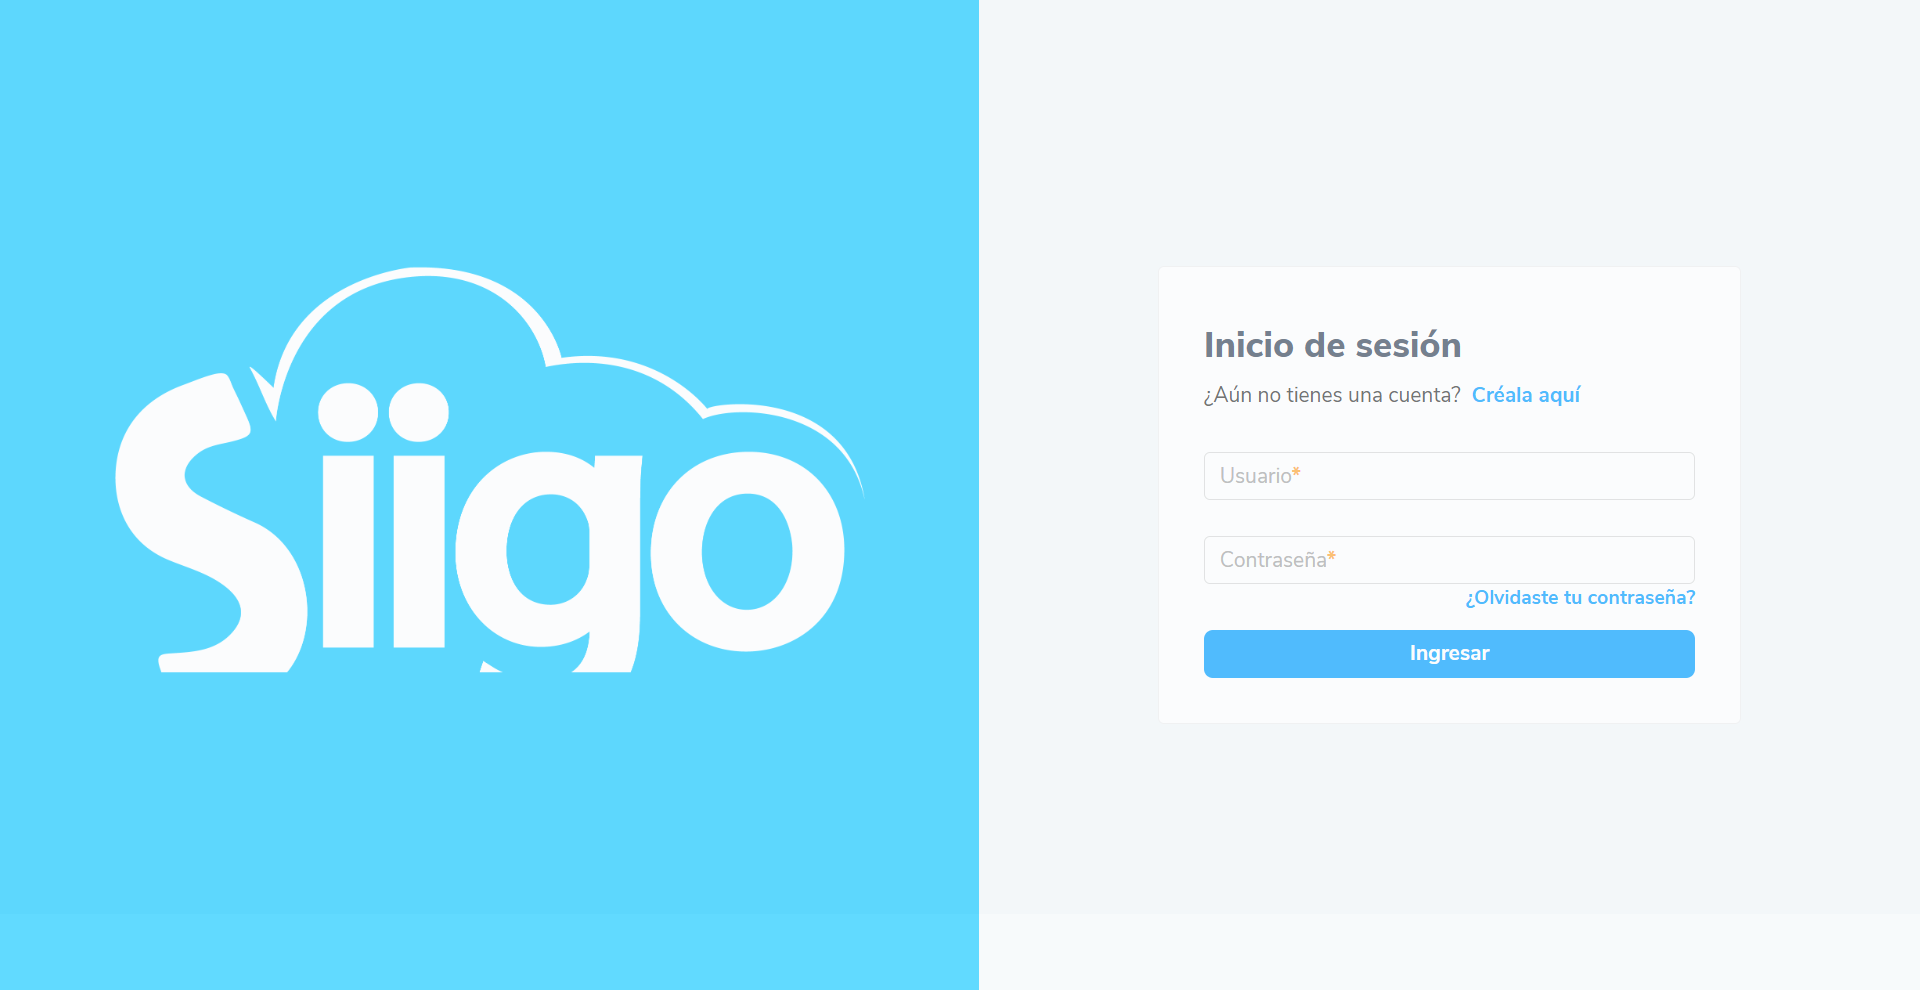 Siigo
Inicio de sesión
¿Aún no tienes una cuenta? Créala aquí
Usuario*
Contraseña*
¿Olvidaste tu contraseña?
Ingresar